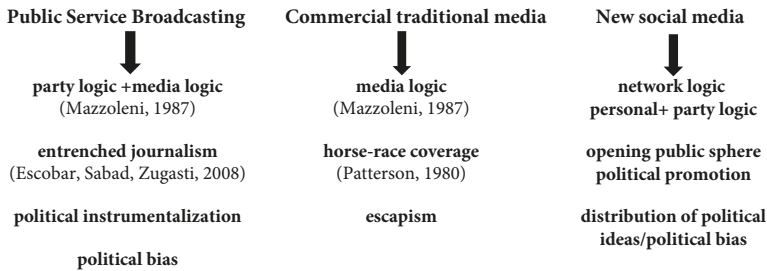 Public Service Broadcasting
party logic +media logic
(Mazzoleni, 1987)
entrenched journalism
(Escobar, Sabad, Zugasti, 2008)
political instrumentalization
political bias
Commercial traditional media
media logic
(Mazzoleni, 1987)
horse-race coverage
(Patterson, 1980)
escapism
New social media
network logic
personal+ party logic
opening public sphere
political promotion
distribution of political
ideas/political bias